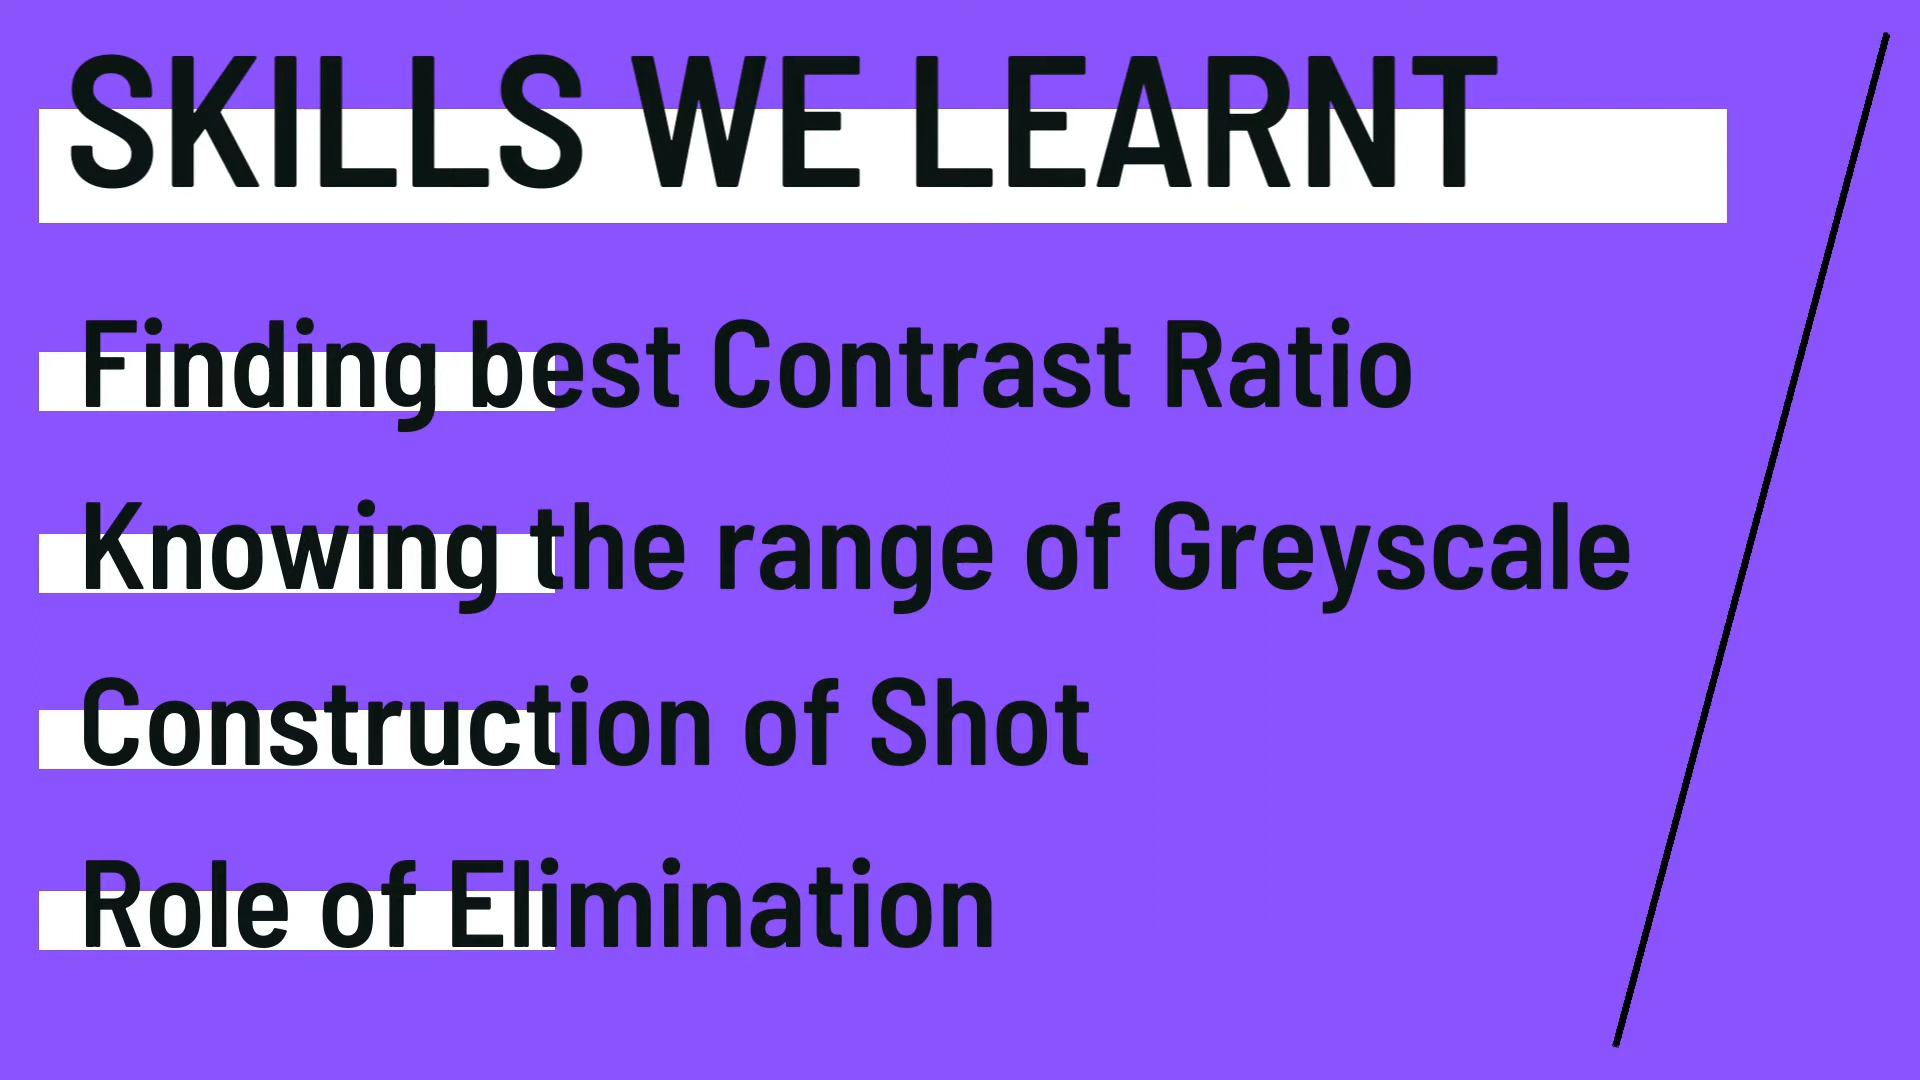 SKILLS WE LEARNT
Finding best Contrast Ratio
Knowing the range of Greyscale
Construction of Shot
Role of Elimination